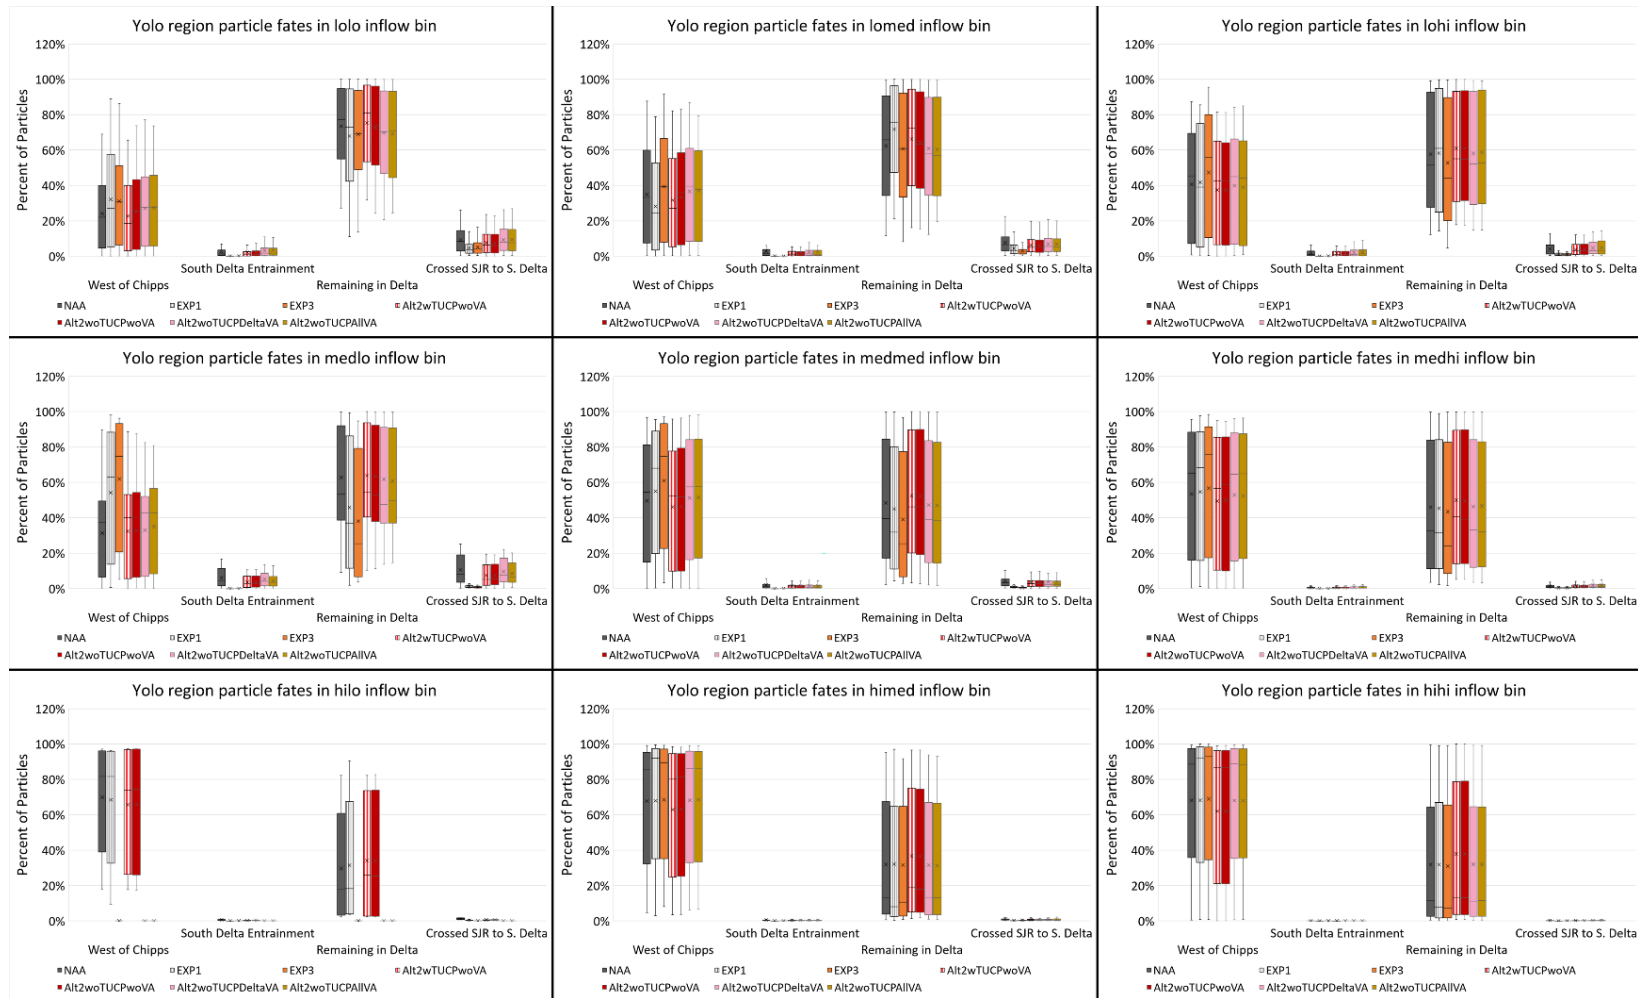 Yolo region particle fates in lolo inflow bin
120%
100%
80%
60%
40%
20%
0%
Percent of Particles
South Delta Entrainment
Crossed SJR to S. Delta
West of Chipps
Remaining in Delta
NAA
EXP1
EXP3
Alt2wTUCPwoVA
Alt2woTUCPwoVA
Alt2woTUCPDeltaVA
Alt2woTUCPAllVA
Yolo region particle fates in lomed inflow bin
120%
100%
80%
60%
40%
20%
0%
Percent of Particles
South Delta Entrainment
Crossed SJR to S. Delta
West of Chipps
Remaining in Delta
NAA
EXP1
EXP3
Alt2wTUCPwoVA
Alt2woTUCPwoVA
Alt2woTUCPDeltaVA
Alt2woTUCPAllVA
Yolo region particle fates in lohi inflow bin
120%
100%
80%
60%
40%
20%
0%
Percent of Particles
South Delta Entrainment
Crossed SJR to S. Delta
West of Chipps
Remaining in Delta
NAA
EXP1
EXP3
Alt2wTUCPwoVA
Alt2woTUCPwoVA
Alt2woTUCPDeltaVA
Alt2woTUCPAllVA
Yolo region particle fates in medlo inflow bin
120%
100%
80%
60%
40%
20%
0%
Percent of Particles
South Delta Entrainment
Crossed SJR to S. Delta
West of Chipps
Remaining in Delta
NAA
EXP1
EXP3
Alt2wTUCPwoVA
Alt2woTUCPwoVA
Alt2woTUCPDeltaVA
Alt2woTUCPAllVA
Yolo region particle fates in medmed inflow bin
120%
100%
80%
60%
40%
20%
0%
Percent of Particles
South Delta Entrainment
Crossed SJR to S. Delta
West of Chipps
Remaining in Delta
NAA
EXP1
EXP3
Alt2wTUCPwoVA
Alt2woTUCPwoVA
Alt2woTUCPDeltaVA
Alt2woTUCPAllVA
Yolo region particle fates in medhi inflow bin
120%
100%
80%
60%
40%
20%
0%
Percent of Particles
South Delta Entrainment
Crossed SJR to S. Delta
West of Chipps
Remaining in Delta
NAA
EXP1
EXP3
Alt2wTUCPwoVA
Alt2woTUCPwoVA
Alt2woTUCPDeltaVA
Alt2woTUCPAllVA
Yolo region particle fates in hilo inflow bin
120%
100%
80%
60%
40%
20%
0%
Percent of Particles
South Delta Entrainment
Crossed SJR to S. Delta
West of Chipps
Remaining in Delta
NAA
EXP1
EXP3
Alt2wTUCPwoVA
Alt2woTUCPwoVA
Alt2woTUCPDeltaVA
Alt2woTUCPAllVA
Yolo region particle fates in himed inflow bin
120%
100%
80%
60%
40%
20%
0%
Percent of Particles
South Delta Entrainment
Crossed SJR to S. Delta
West of Chipps
Remaining in Delta
NAA
EXP1
EXP3
Alt2wTUCPwoVA
Alt2woTUCPwoVA
Alt2woTUCPDeltaVA
Alt2woTUCPAllVA
Yolo region particle fates in hihi inflow bin
120%
100%
80%
60%
40%
20%
0%
Percent of Particles
South Delta Entrainment
Crossed SJR to S. Delta
West of Chipps
Remaining in Delta
NAA
EXP1
EXP3
Alt2wTUCPwoVA
Alt2woTUCPwoVA
Alt2woTUCPDeltaVA
Alt2woTUCPAllVA